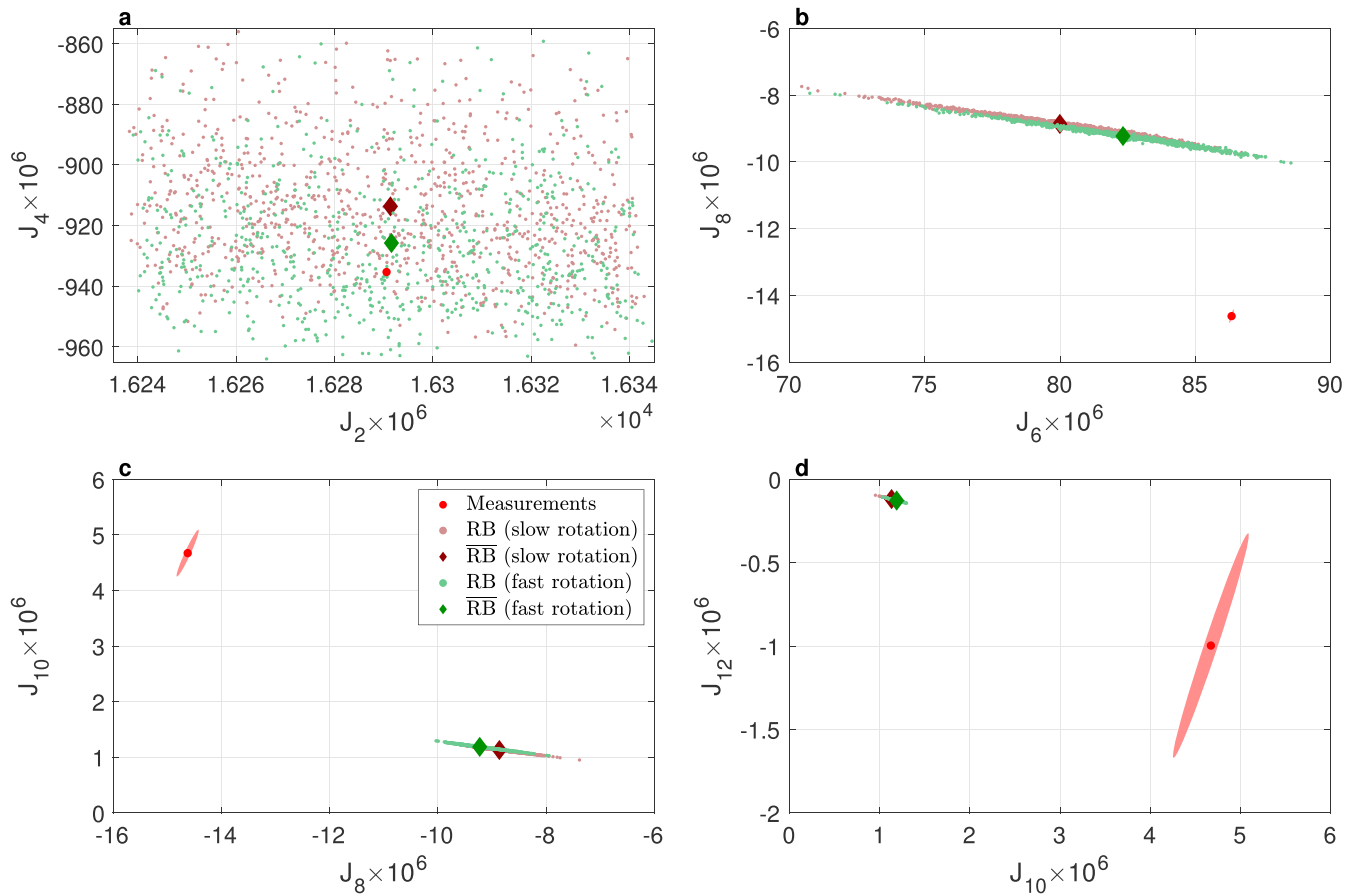 a
-860
-880
-900
-920
-940
-960
J4×10^6
1.624 1.626 1.628 1.63 1.632 1.634
×10^4
J2×10^6
b
-6
-8
-10
-12
-14
-16
J8×10^6
70 75 80 85 90
J6×10^6
c
6
5
4
3
2
1
0
J10×10^6
-16 -14 -12 -10 -8 -6
J8×10^6
Measurements
RB (slow rotation)
R̅B̅ (slow rotation)
RB (fast rotation)
R̅B̅ (fast rotation)
d
0
-0.5
-1
-1.5
-2
J12×10^6
0 1 2 3 4 5 6
J10×10^6